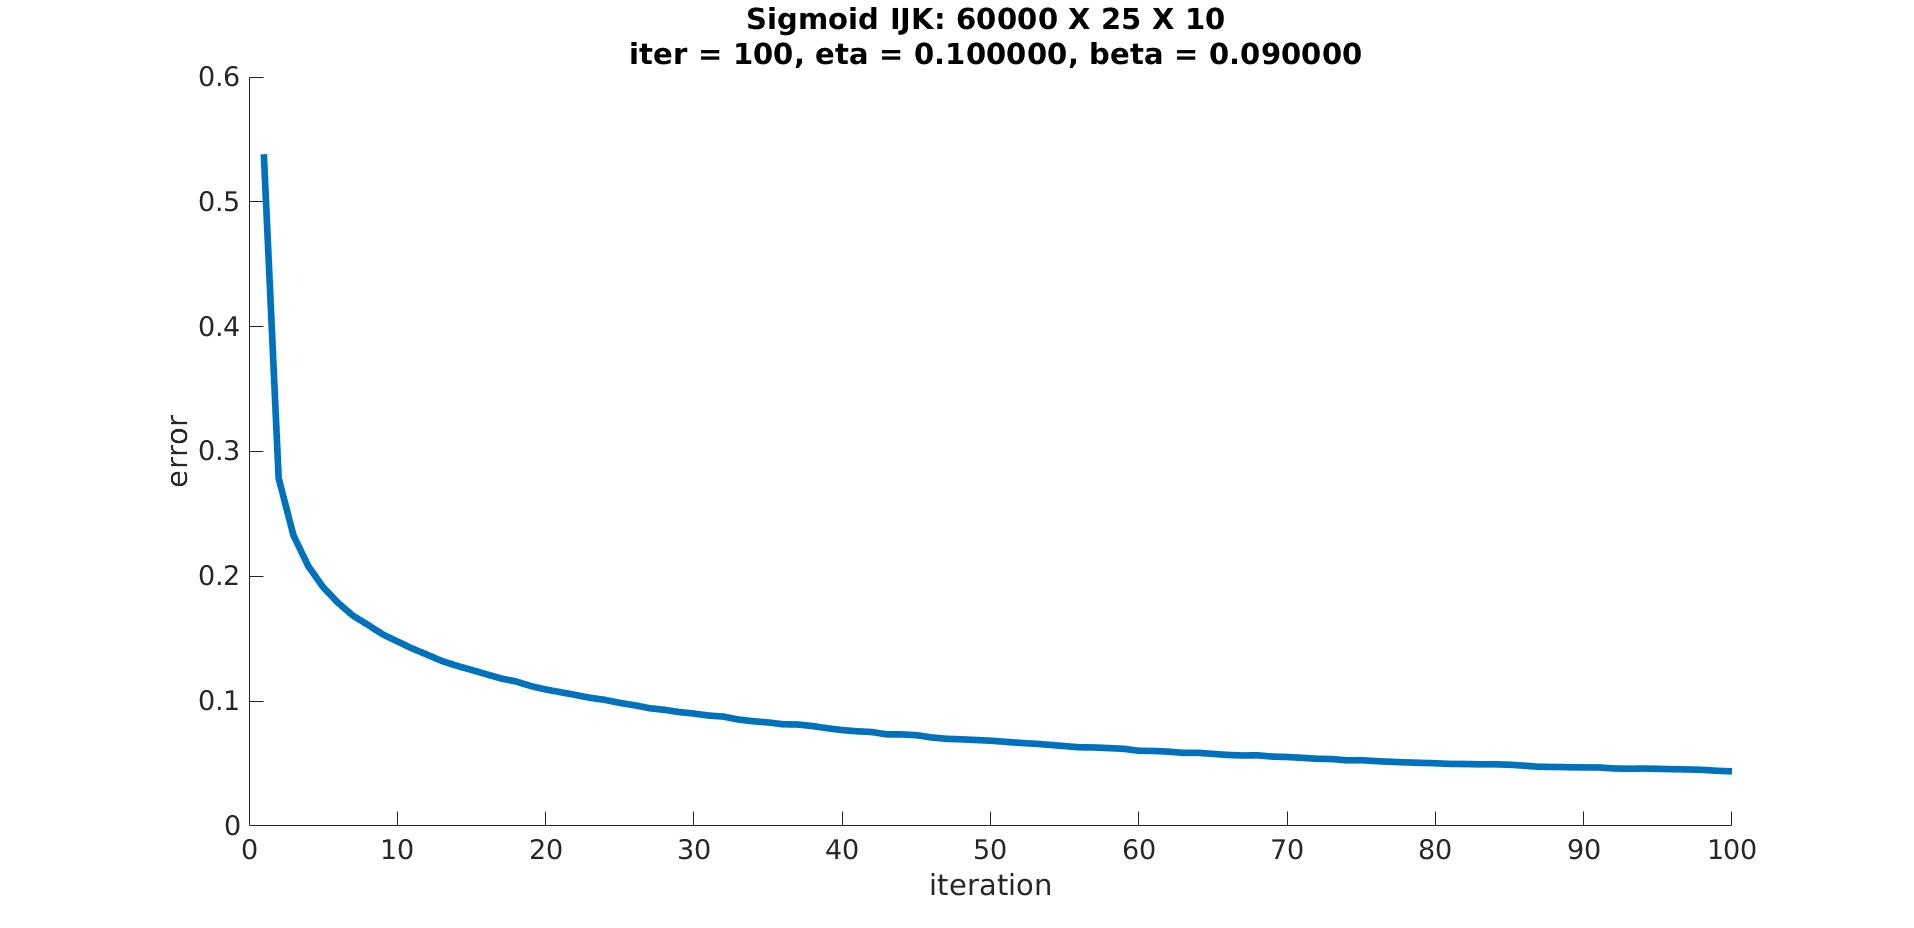 Sigmoid IJK: 60000 X 25 X 10
iter = 100, eta = 0.100000, beta = 0.090000
0.6
0.5
0.4
0.3
0.2
0.1
0
error
0 10 20 30 40 50 60 70 80 90 100
iteration